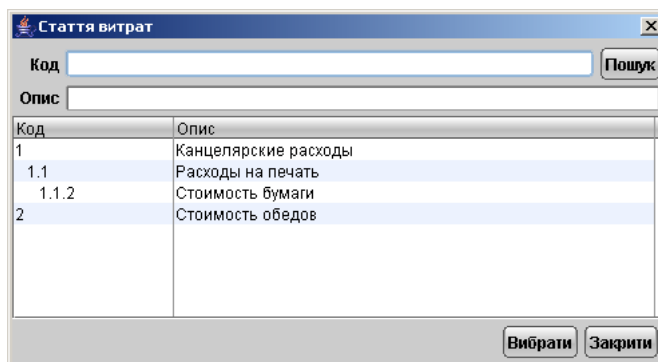 Стаття витрат
Код Пошук
Опис
Код Опис
1 Канцелярские расходы
1.1 Расходы на печать
1.1.2 Стоимость бумаги
2 Стоимость обедов
Вибрати Закрити